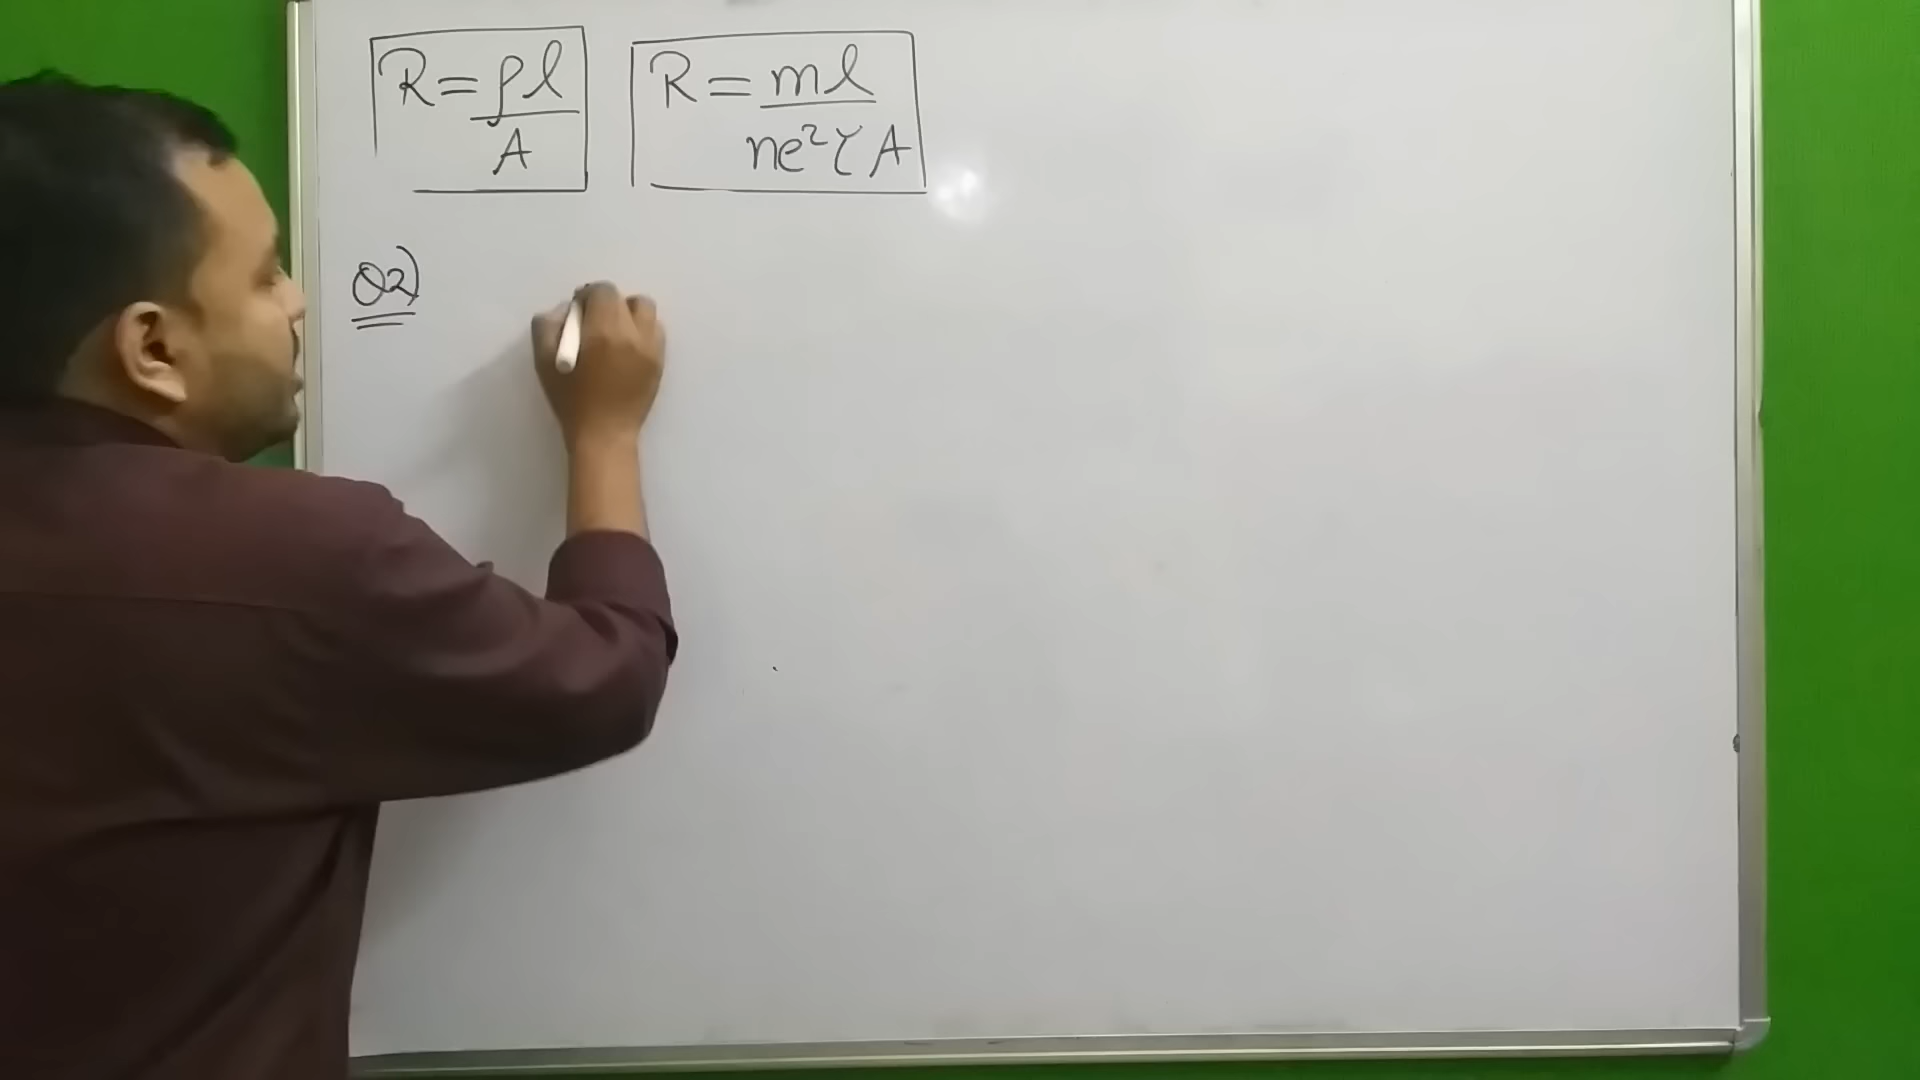 R = ρl/A
R = ml/ne²τA
Q2)